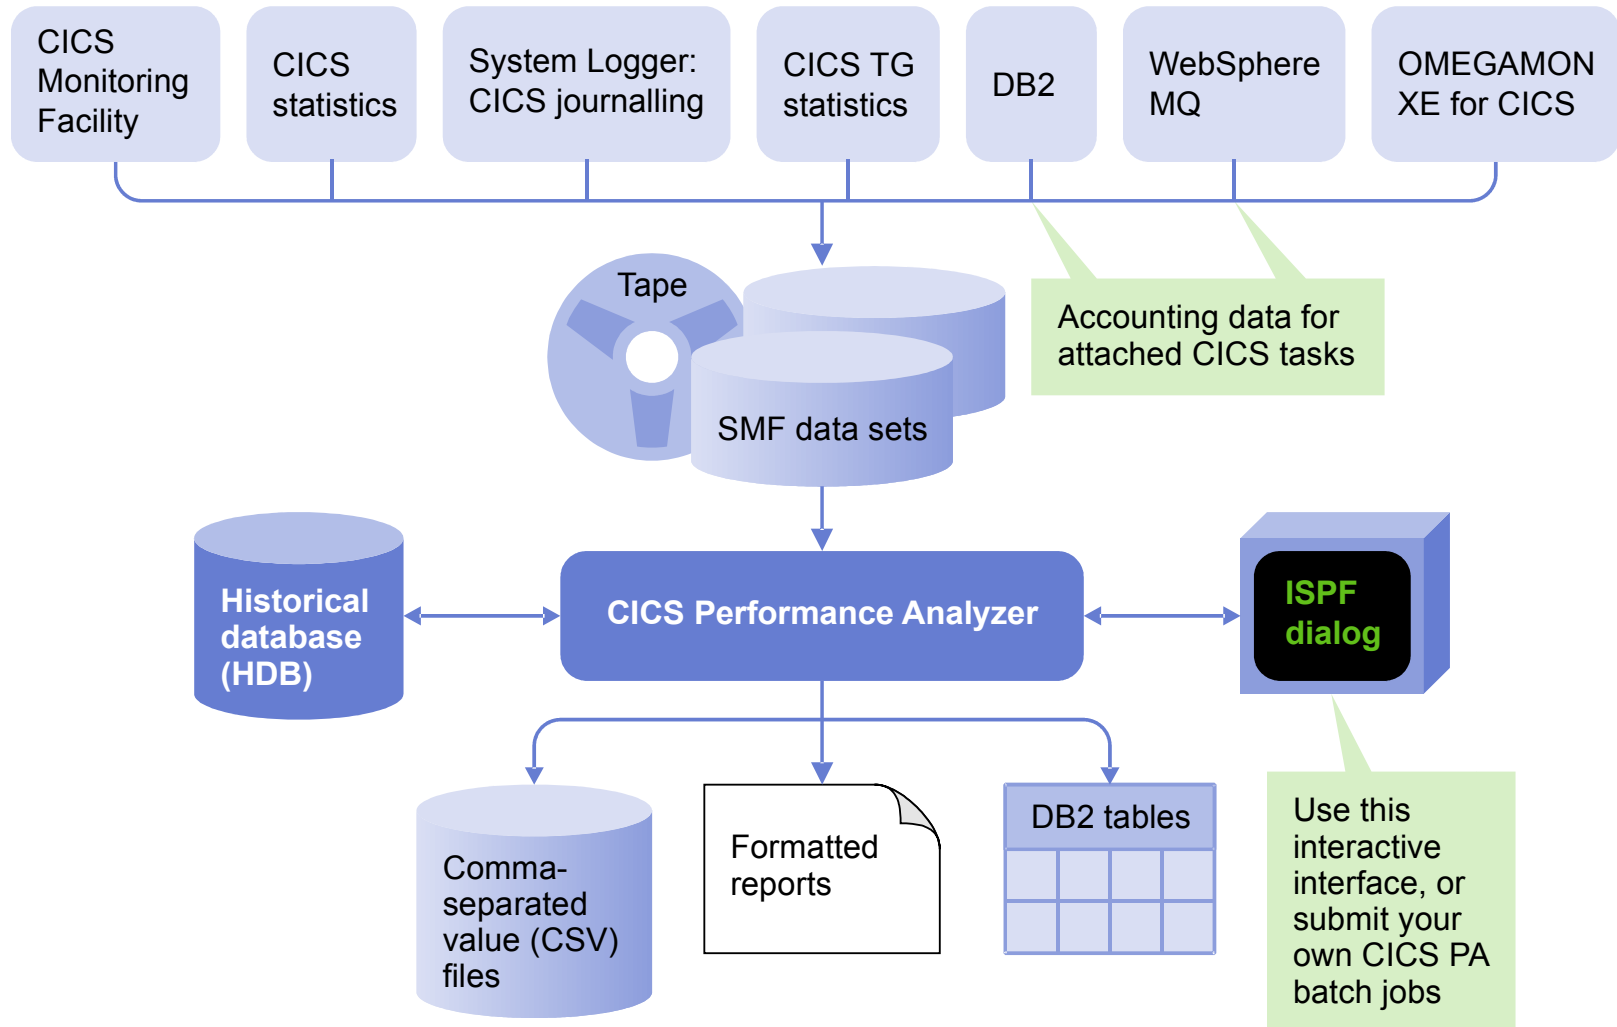 CICS
Monitoring
Facility
CICS
statistics
System Logger:
CICS journalling
CICS TG
statistics
DB2
WebSphere
MQ
OMEGAMON
XE for CICS
Tape
SMF data sets
Accounting data for
attached CICS tasks
Historical
database
(HDB)
CICS Performance Analyzer
ISPF
dialog
Comma-
separated
value (CSV)
files
Formatted
reports
DB2 tables
Use this
interactive
interface, or
submit your
own CICS PA
batch jobs